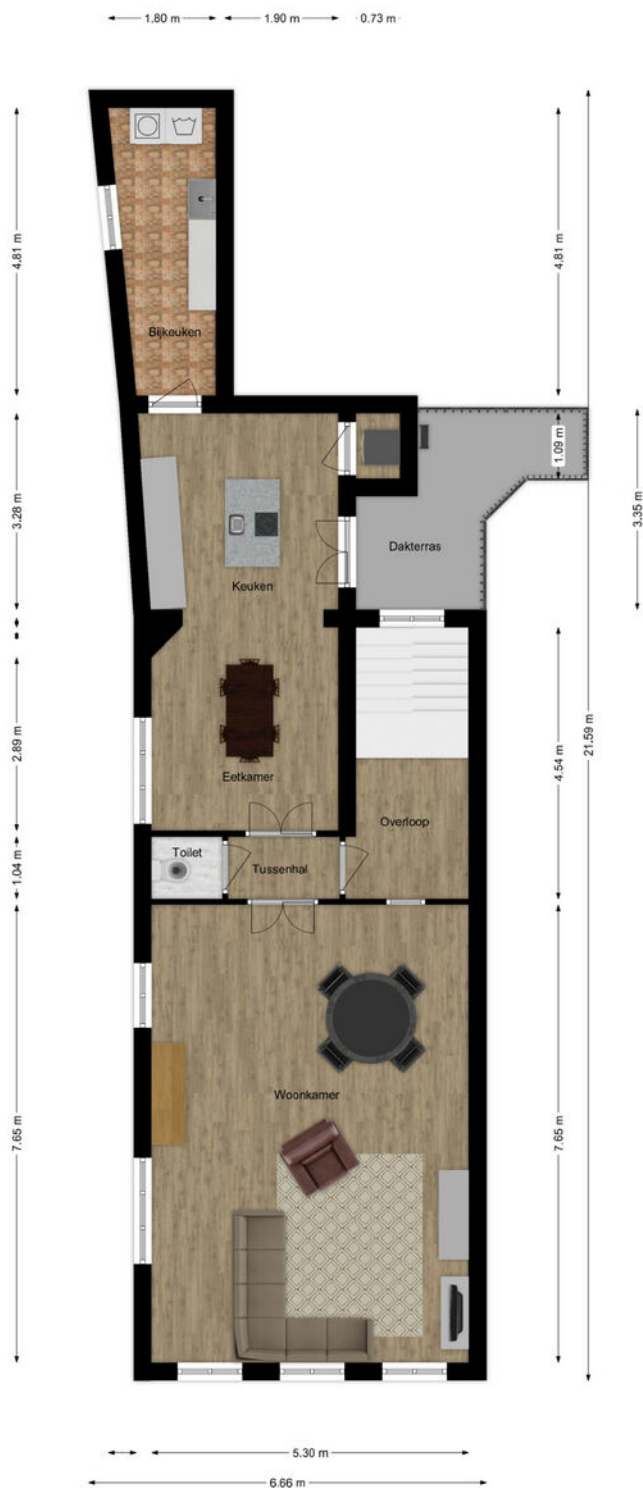 1.80 m
1.90 m
0.73 m
4.81 m
4.81 m
Bijkeuken
1.09 m
3.28 m
3.35 m
Dakterras
Keuken
21.59 m
2.89 m
4.54 m
Eetkamer
Overloop
Toilet
1.04 m
Tussenhal
Woonkamer
7.65 m
7.65 m
5.30 m
6.66 m